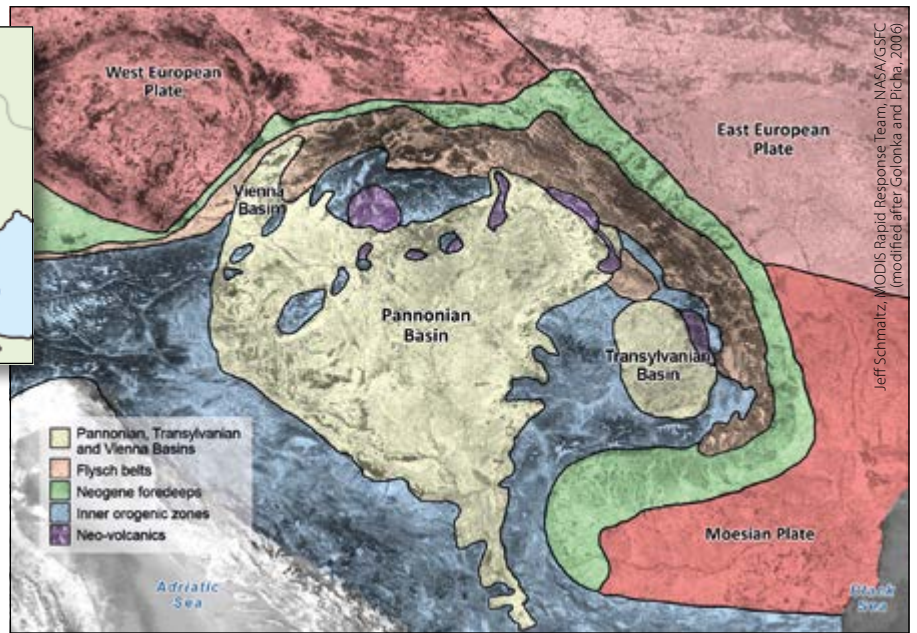 West European
Plate
East European
Plate
Vienna
Basin
Pannonian
Basin
Transylvanian
Basin
Moesian Plate
Pannonian, Transylvanian
and Vienna Basins
Flysch belts
Neogene foredeeps
Inner orogenic zones
Neo-volcanics
Adriatic
Sea
Black
Sea
Jeff Schmaltz, MODIS Rapid Response Team, NASA/GSFC
(modified after Golonka and Picha, 2006)